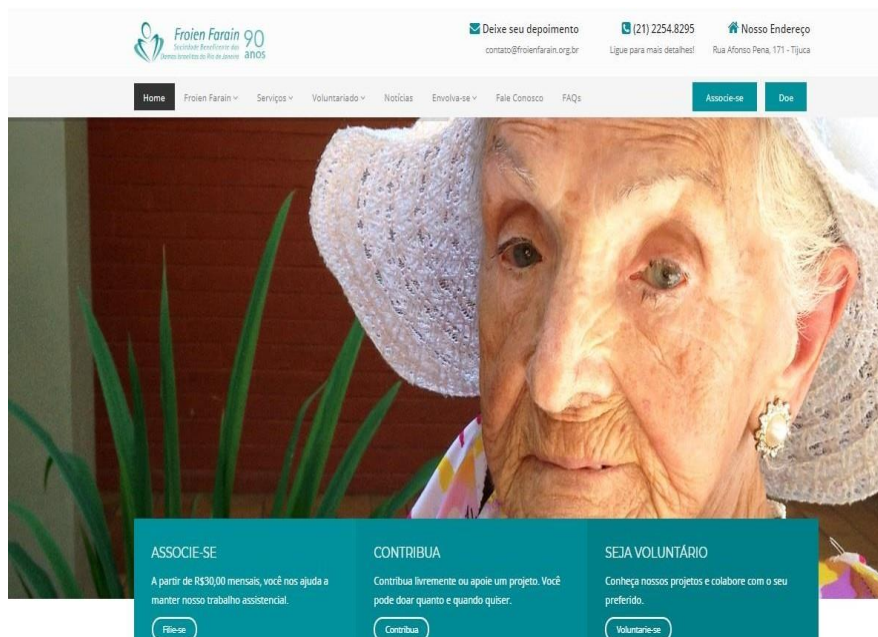 Froien Farain 90
Sociedade Beneficente das
Damas Israelitas do Rio de Janeiro anos
Deixe seu depoimento
contato@froienfarain.org.br
(21) 2254.8295
Ligue para mais detalhes!
Nosso Endereço
Rua Afonso Pena, 171 - Tijuca
Home Froien Farain Serviços Voluntariado Notícias Envolva-se Fale Conosco FAQs Associe-se Doe
ASSOCIE-SE
A partir de R$30,00 mensais, você nos ajuda a
manter nosso trabalho assistencial.
Filie-se
CONTRIBUA
Contribua livremente ou apoie um projeto. Você
pode doar quanto e quando quiser.
Contribua
SEJA VOLUNTÁRIO
Conheça nossos projetos e colabore com o seu
preferido.
Voluntarie-se